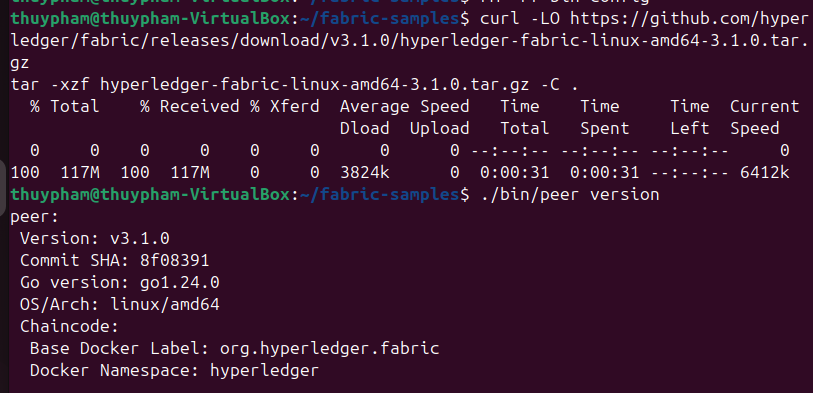 thuypham@thuypham-VirtualBox:~/fabric-samples$ curl -LO https://github.com/hyper
ledger/fabric/releases/download/v3.1.0/hyperledger-fabric-linux-amd64-3.1.0.tar.
gz
tar -xzf hyperledger-fabric-linux-amd64-3.1.0.tar.gz -C .
  % Total    % Received % Xferd  Average Speed   Time    Time     Time  Current
                                 Dload  Upload   Total   Spent    Left  Speed
  0     0    0     0    0     0      0      0 --:--:-- --:--:-- --:--:--     0
100  117M  100  117M    0     0  3824k      0  0:00:31  0:00:31 --:--:-- 6412k
thuypham@thuypham-VirtualBox:~/fabric-samples$ ./bin/peer version
peer:
 Version: v3.1.0
 Commit SHA: 8f08391
 Go version: go1.24.0
 OS/Arch: linux/amd64
 Chaincode:
  Base Docker Label: org.hyperledger.fabric
  Docker Namespace: hyperledger